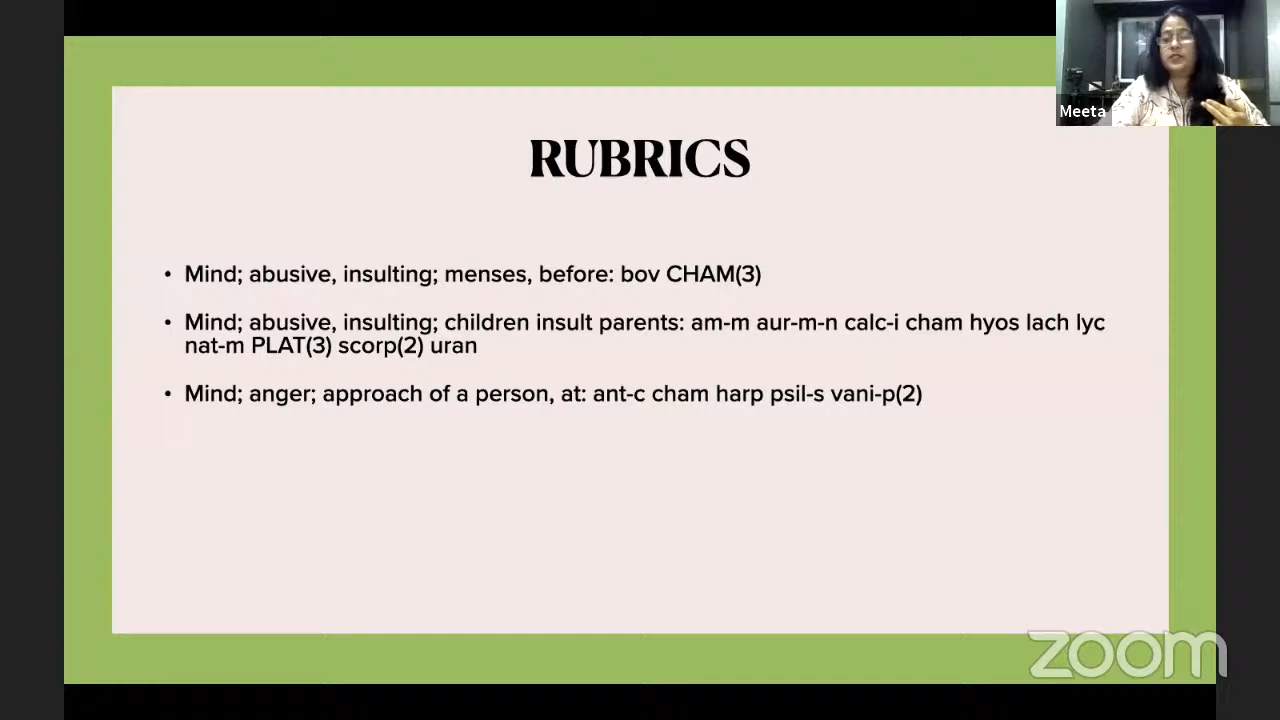 Meeta
RUBRICS
• Mind; abusive, insulting; menses, before: bov CHAM(3)
• Mind; abusive, insulting; children insult parents: am-m aur-m-n calc-i cham hyos lach lyc
nat-m PLAT(3) scorp(2) uran
• Mind; anger; approach of a person, at: ant-c cham harp psil-s vani-p(2)
zoom